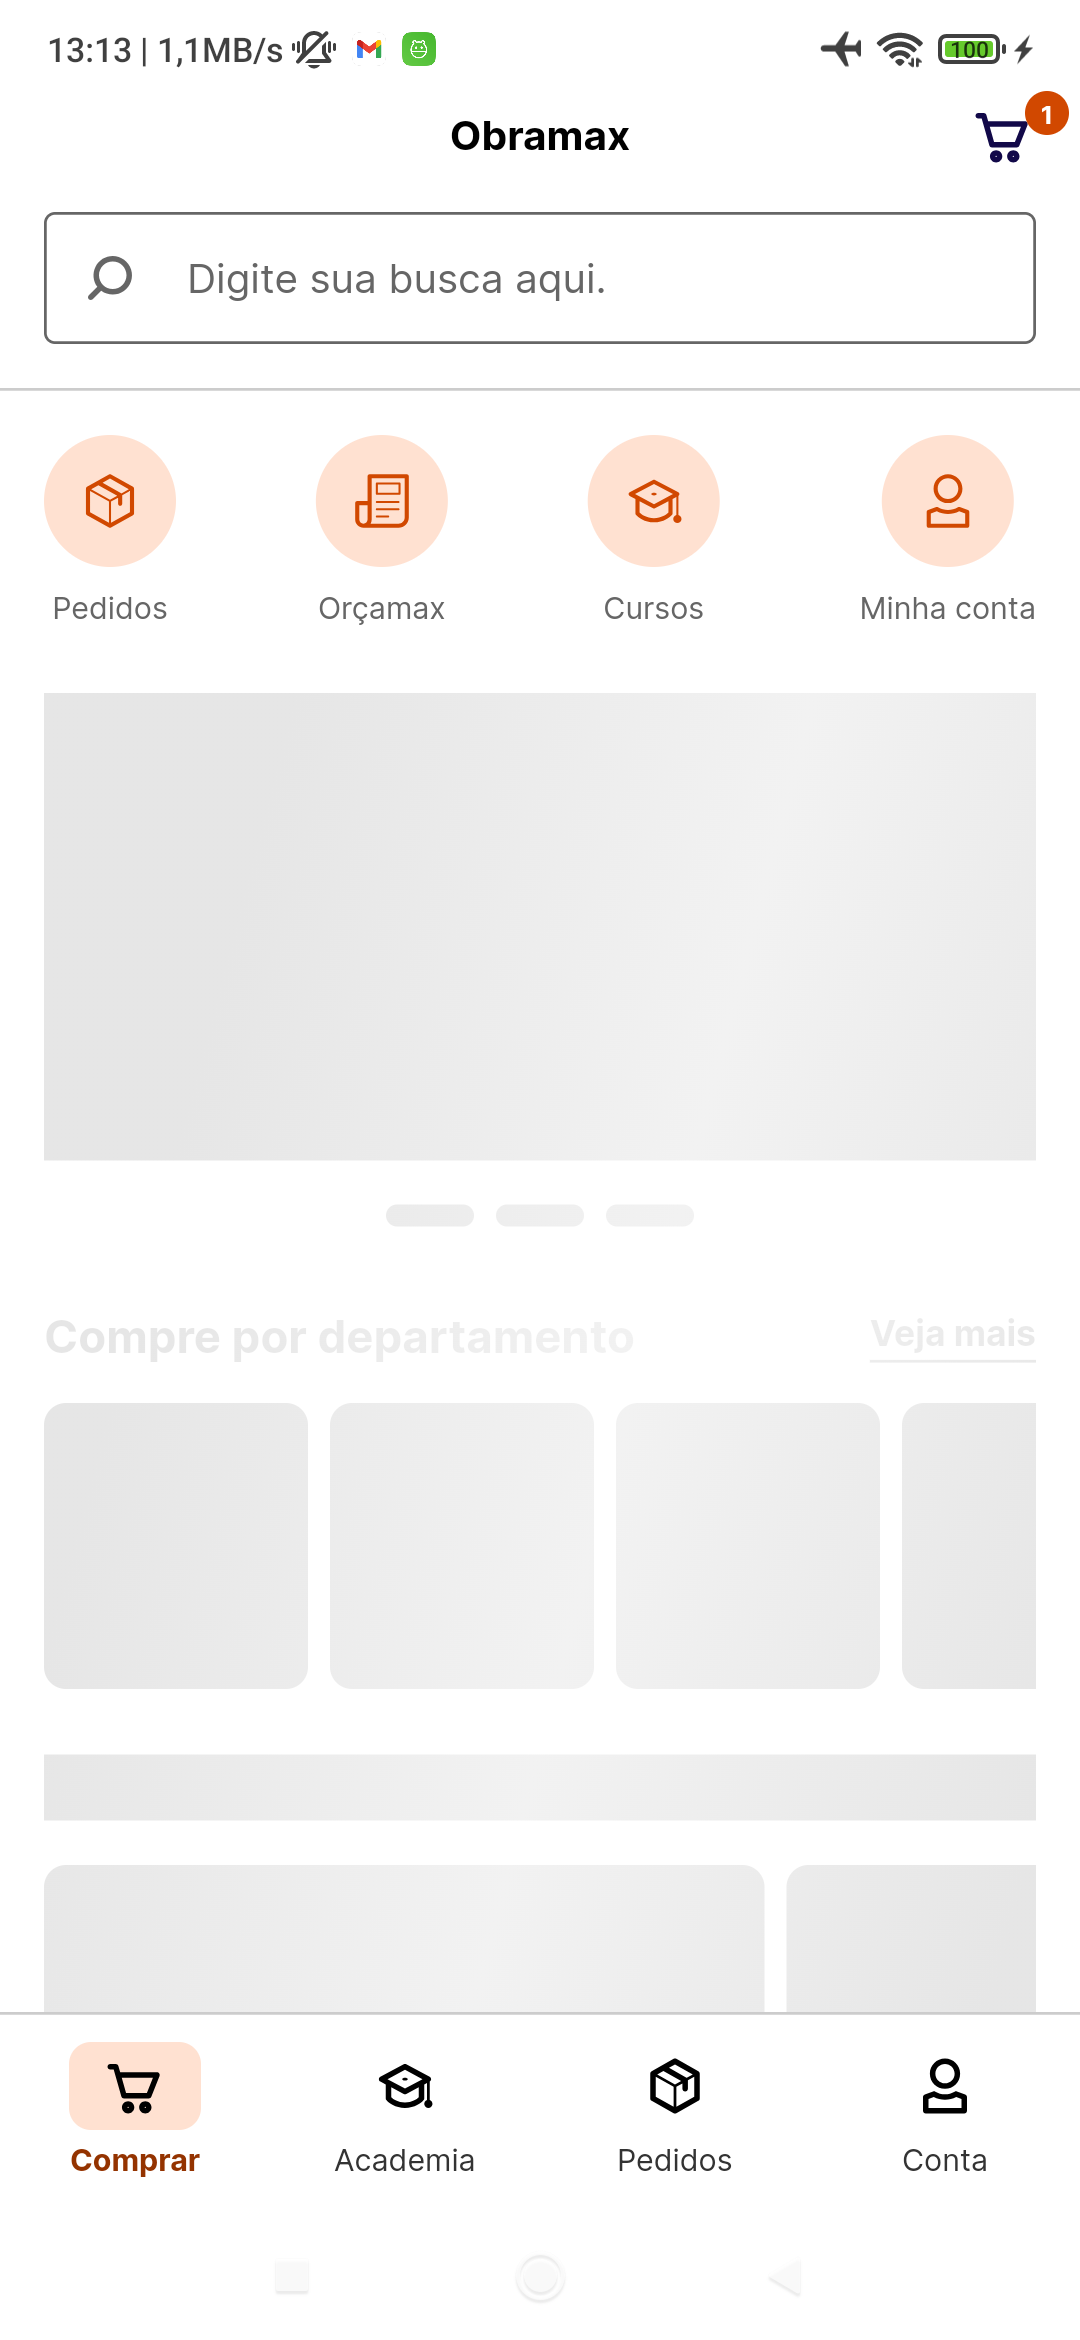 13:13 | 1,1MB/s
100
Obramax
1
Digite sua busca aqui.
Pedidos
Orçamax
Cursos
Minha conta
Compre por departamento
Veja mais
Comprar
Academia
Pedidos
Conta